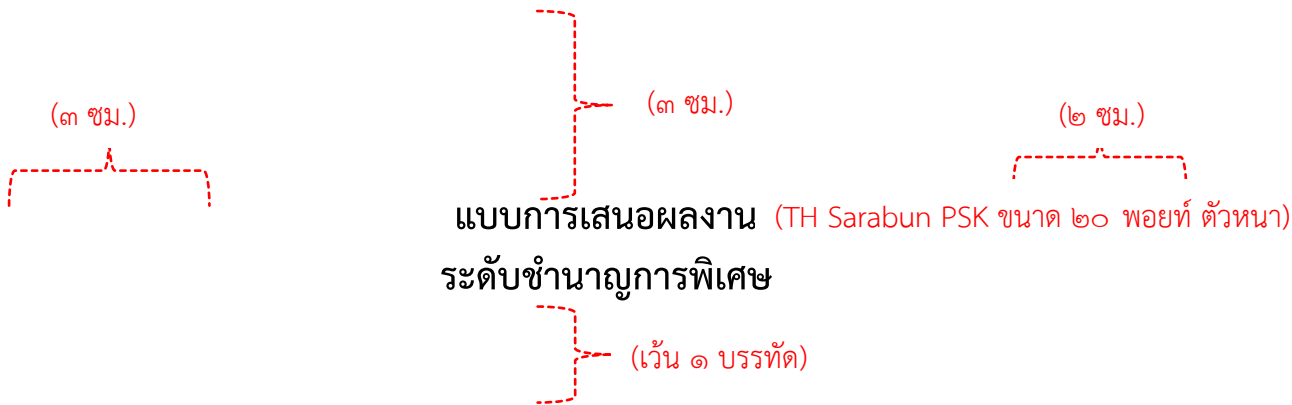 (๓ ซม.)
(๓ ซม.)
(๒ ซม.)
แบบการเสนอผลงาน (TH Sarabun PSK ขนาด ๒๐ พอยท์ ตัวหนา)
ระดับชำนาญการพิเศษ
(เว้น ๑ บรรทัด)